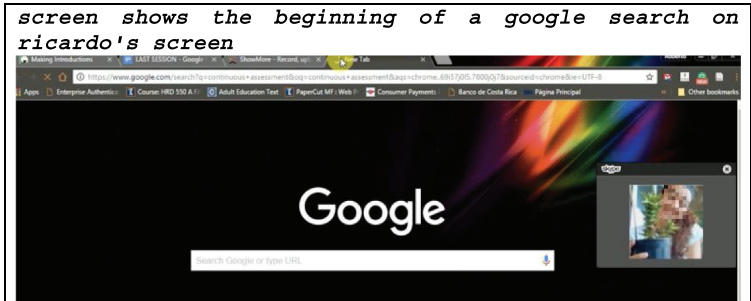 screen shows the beginning of a google search on
ricardo's screen
Making Introductions LAST SESSION - Google ShowMore - Record, upl New Tab Roberto
https://www.google.com/search?q=continuous+assessment&oq=continuous+assessment&aqs=chrome..69i57j0l5.7800j0j7&sourceid=chrome&ie=UTF-8
Apps Enterprise Authentica Course: HRD 550 A F Adult Education Text PaperCut MF : Web P Consumer Payments Banco de Costa Rica Página Principal Other bookmarks
skype
Google
Search Google or type URL